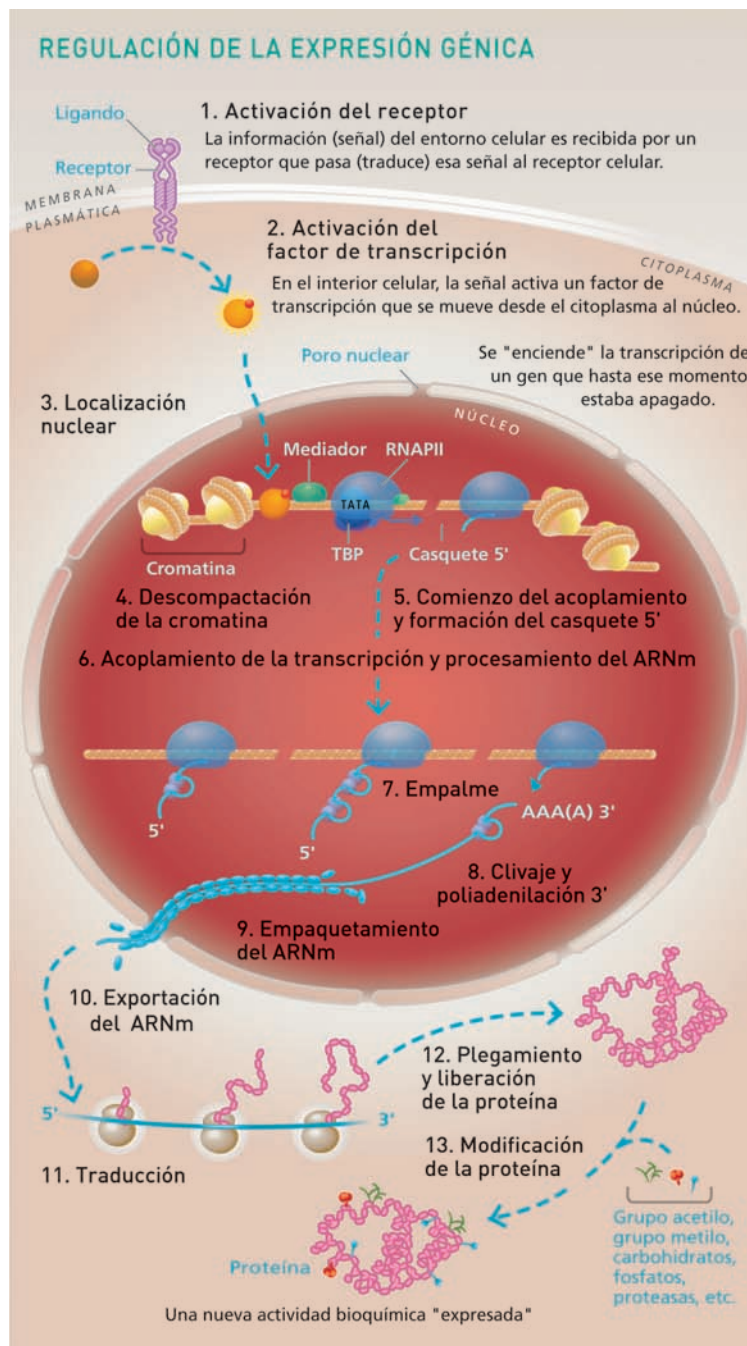 REGULACIÓN DE LA EXPRESIÓN GÉNICA
Ligando
Receptor
1. Activación del receptor
La información (señal) del entorno celular es recibida por un
receptor que pasa (traduce) esa señal al receptor celular.
MEMBRANA
PLASMÁTICA
2. Activación del
factor de transcripción
CITOPLASMA
En el interior celular, la señal activa un factor de
transcripción que se mueve desde el citoplasma al núcleo.
Poro nuclear
Se "enciende" la transcripción de
un gen que hasta ese momento
estaba apagado.
3. Localización
nuclear
NÚCLEO
Mediador
RNAPII
TATA
TBP
Casquete 5'
Cromatina
4. Descompactación
de la cromatina
5. Comienzo del acoplamiento
y formación del casquete 5'
6. Acoplamiento de la transcripción y procesamiento del ARNm
7. Empalme
5'
5'
AAA(A) 3'
8. Clivaje y
poliadenilación 3'
9. Empaquetamiento
del ARNm
10. Exportación
del ARNm
5'
3'
11. Traducción
12. Plegamiento
y liberación
de la proteína
13. Modificación
de la proteína
Grupo acetilo,
grupo metilo,
carbohidratos,
fosfatos,
proteasas, etc.
Proteína
Una nueva actividad bioquímica "expresada"